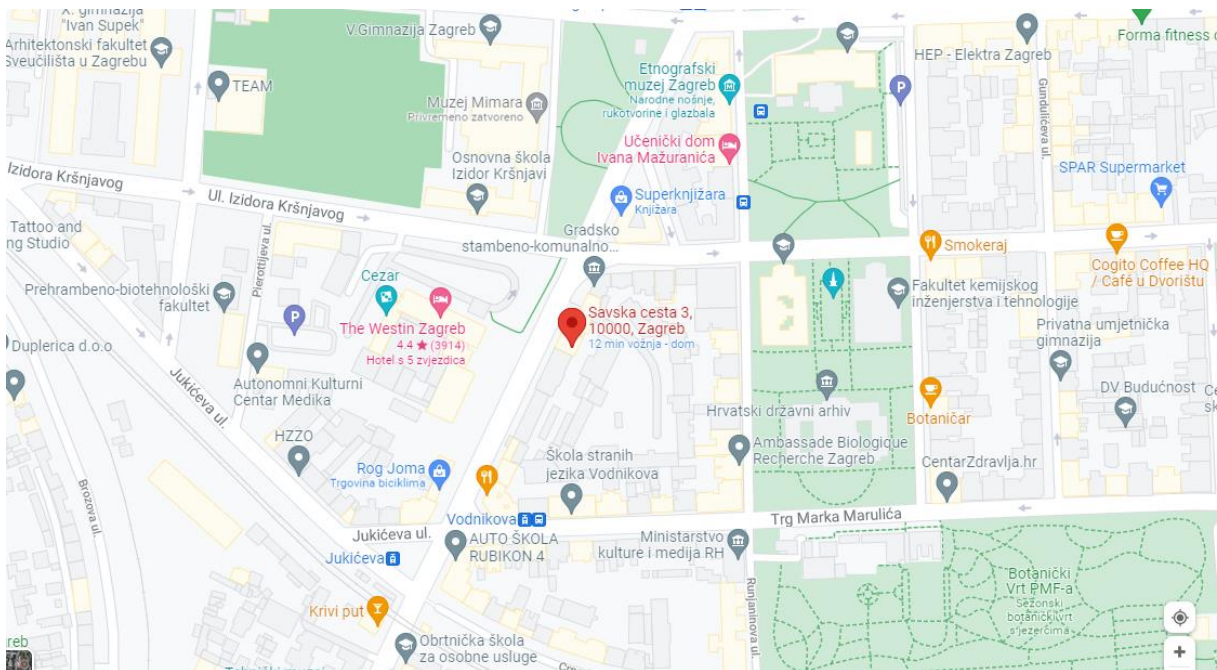 X. gimnazija
"Ivan Supek"
Arhitektonski fakultet
Sveučilišta u Zagrebu
TEAM
V.Gimnazija Zagreb
Muzej Mimara
Privremeno zatvoreno
Osnovna škola
Izidor Kršnjavi
Etnografski
muzej Zagreb
Narodne nošnje,
rukotvorine i glazbala
Učenički dom
Ivana Mažuranića
Superknjižara
Knjižara
P
HEP - Elektra Zagreb
Forma fitness
Gundulićeva ul.
SPAR Supermarket
Izidora Kršnjavog
Ul. Izidora Kršnjavog
Gradsko
stambeno-komunalno...
Smokeraj
Cogito Coffee HQ
/ Café u Dvorištu
Tattoo and
ng Studio
Pierottijeva ul.
Prehrambeno-biotehnološki
fakultet
P
Cezar
The Westin Zagreb
4.4 ★ (3914)
Hotel s 5 zvjezdica
Savska cesta 3,
10000, Zagreb
12 min vožnja - dom
Fakultet kemijskog
inženjerstva i tehnologije
Privatna umjetnička
gimnazija
Duplerica d.o.o
Jukićeva ul.
Autonomni Kulturni
Centar Medika
Hrvatski državni arhiv
Botaničar
DV Budućnost
HZZO
Rog Joma
Trgovina biciklima
Škola stranih
jezika Vodnikova
Ambassade Biologique
Recherche Zagreb
CentarZdravlja.hr
Brozova ul.
Vodnikova
Jukićeva ul.
Jukićeva
AUTO ŠKOLA
RUBIKON 4
Trg Marka Marulića
Ministarstvo
kulture i medija RH
Runjaninova ul.
Botanički
Vrt PMF-a
Sezonski
botanički vrt
s jezerčima
Krivi put
Obrtnička škola
za osobne usluge
+